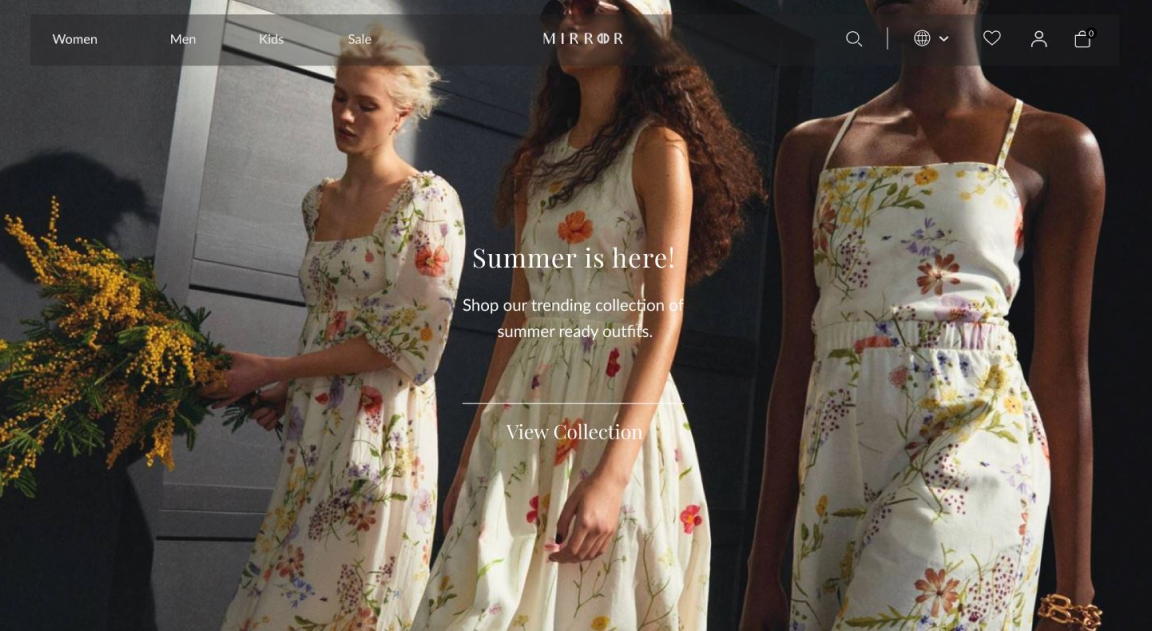 Women
Men
Kids
Sale
MIRROR
0
Summer is here!
Shop our trending collection of
summer ready outfits.
View Collection